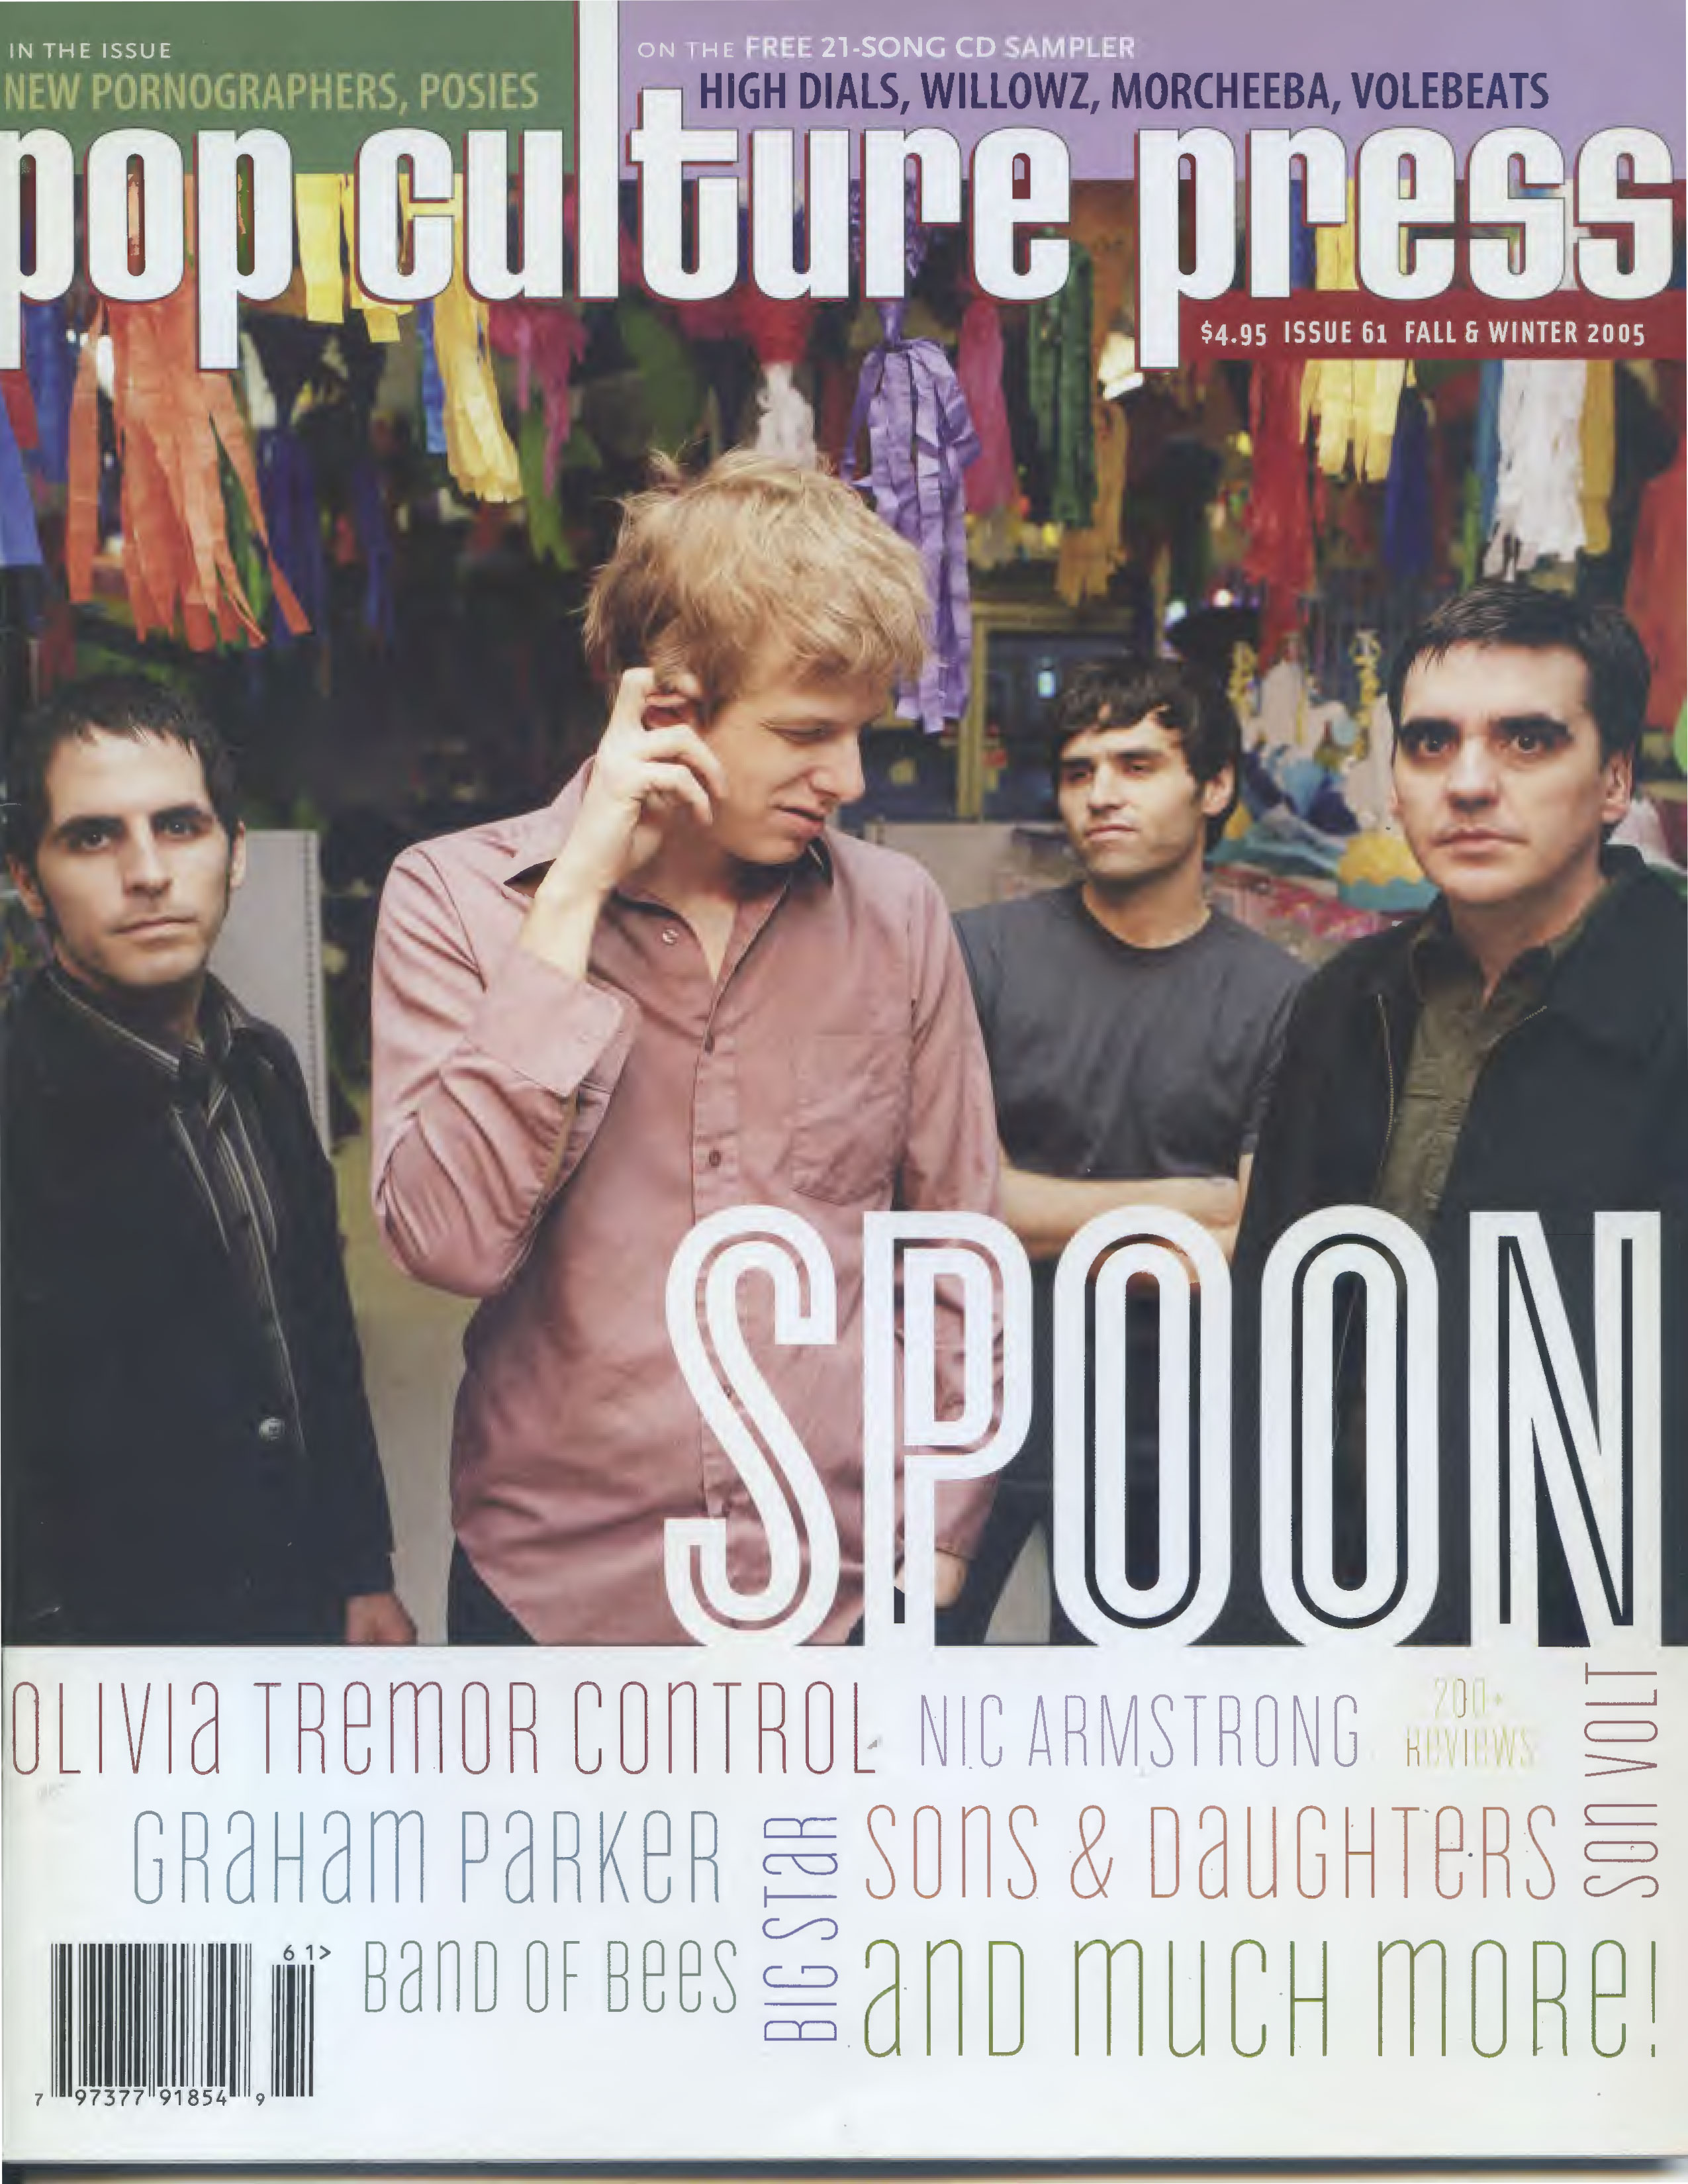 IN THE ISSUE
NEW PORNOGRAPHERS, POSIES
ON THE FREE 21-SONG CD SAMPLER
HIGH DIALS, WILLOWZ, MORCHEEBA, VOLEBEATS
pop culture press
$4.95 ISSUE 61 FALL & WINTER 2005
SPOON
OLIVIa TReMOR CONTROL
NIC ARMSTRONG
200+
ReVIeWS
SON VOLT
GRaHaM PaRKeR
BIG STaR
SONS & DaUGHTeRS
BaND OF Bees
aND MUCH MORe!
61>
7 97377 91854 9